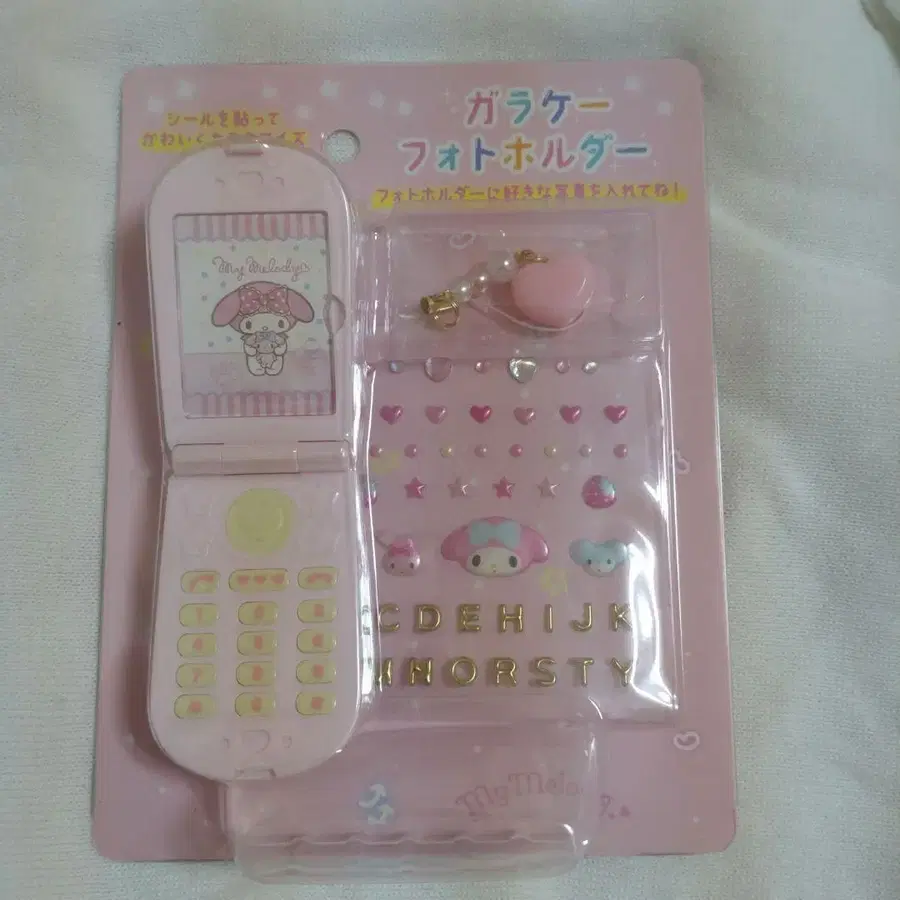 シールを貼って
ガラケー
フォトホルダー
フォトホルダーに好きな写真を入れてね!
My Melody
CDEHIJK
NORSTY
My Melo